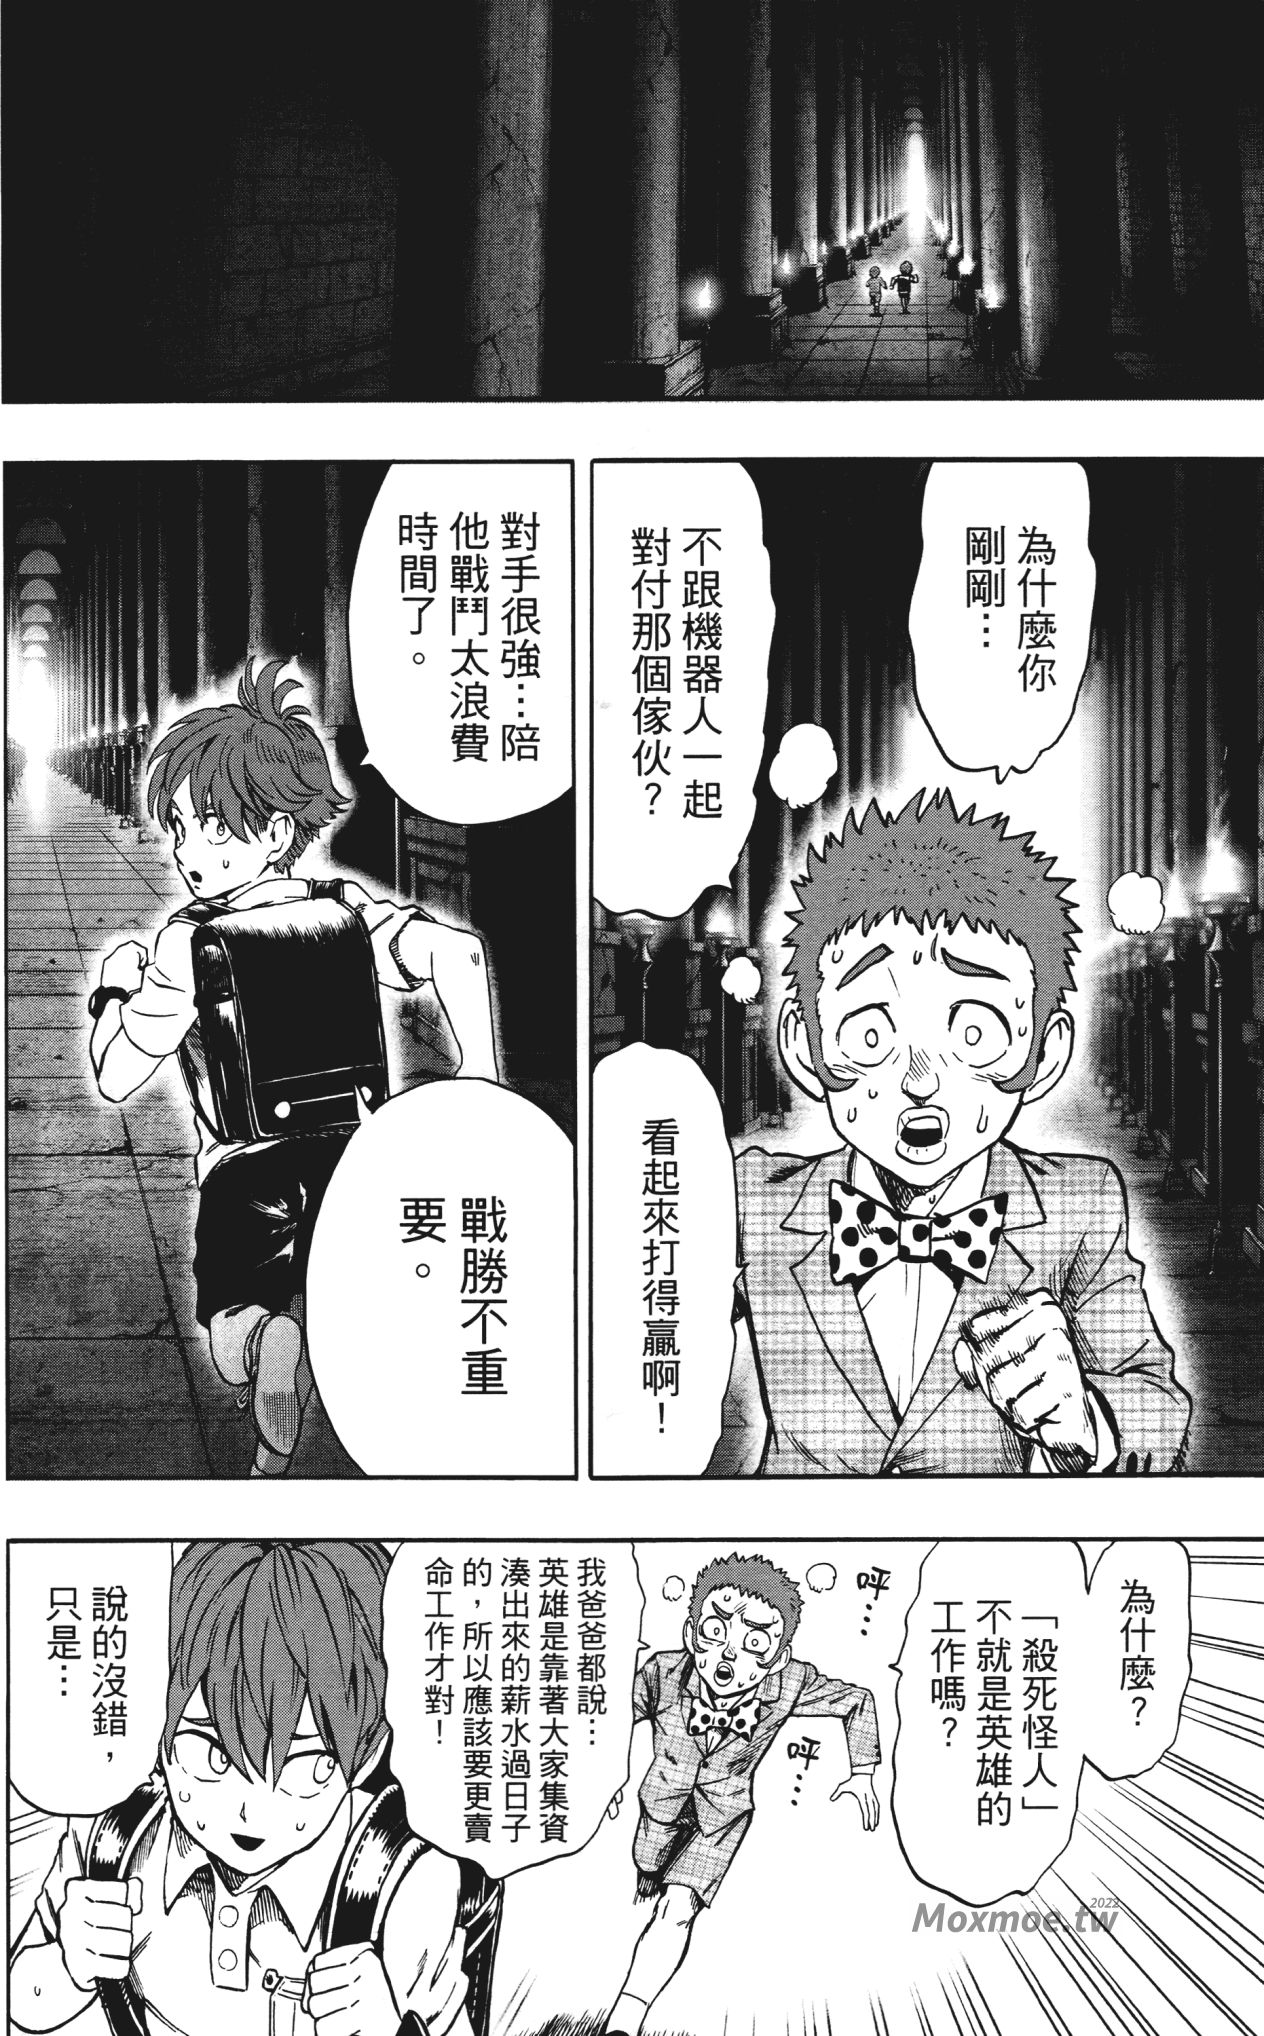 為什麼你
剛剛…
不跟機器人一起
對付那個傢伙？
看起來打得贏啊！
對手很強…陪
他戰鬥太浪費
時間了。
戰勝不重
要。
為什麼？
「殺死怪人」
不就是英雄的
工作嗎？
呼…
呼…
我爸爸都說…
英雄是靠著大家集資
湊出來的薪水過日子
的，所以應該要更賣
命工作才對！
說的沒錯，
只是…
2022
Moxmoe.tw